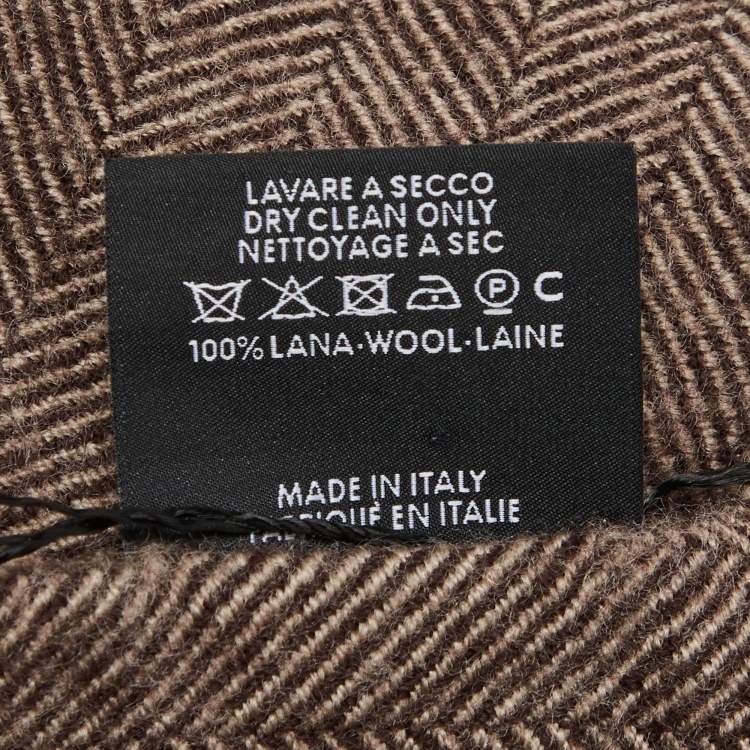 LAVARE A SECCO
DRY CLEAN ONLY
NETTOYAGE A SEC
P C
100% LANA·WOOL·LAINE
MADE IN ITALY
EN ITALIE